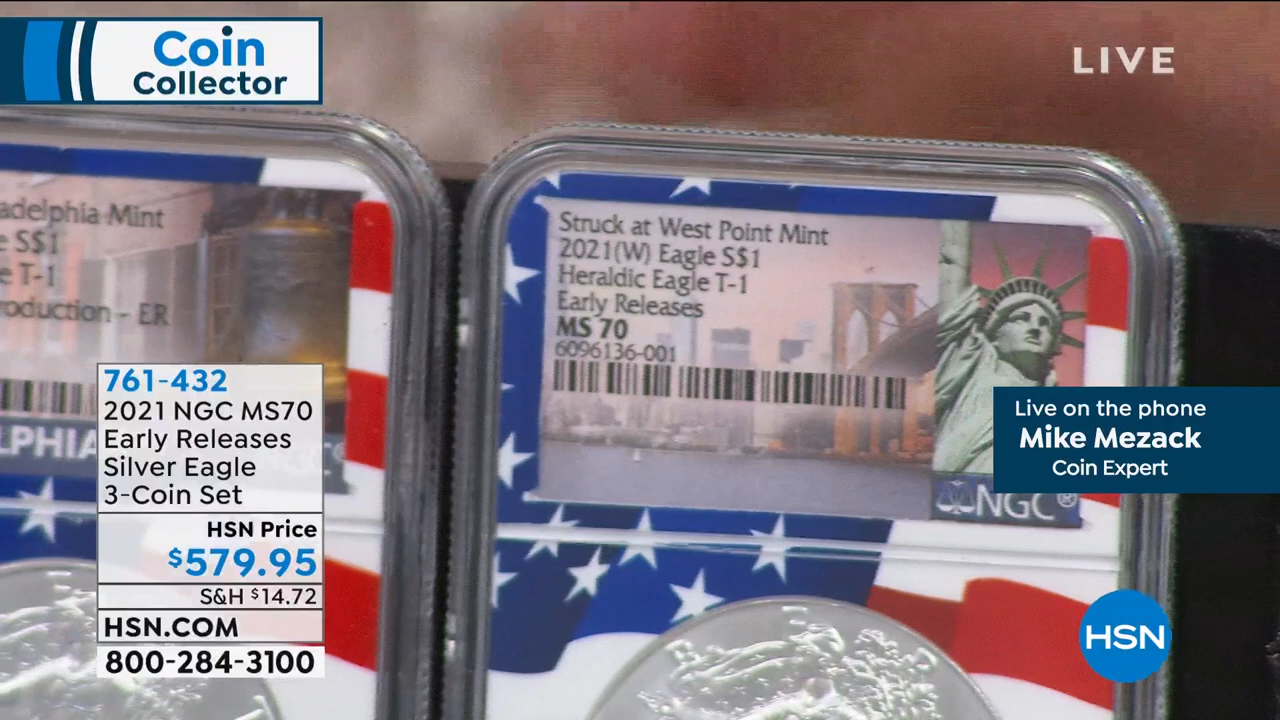 Coin
Collector
LIVE
adelphia Mint
e S$1
e T-1
roduction - ER
LPHIA
Struck at West Point Mint
2021(W) Eagle S$1
Heraldic Eagle T-1
Early Releases
MS 70
6096136-001
NGC®
761-432
2021 NGC MS70
Early Releases
Silver Eagle
3-Coin Set
HSN Price
$579.95
S&H $14.72
HSN.COM
800-284-3100
Live on the phone
Mike Mezack
Coin Expert
HSN